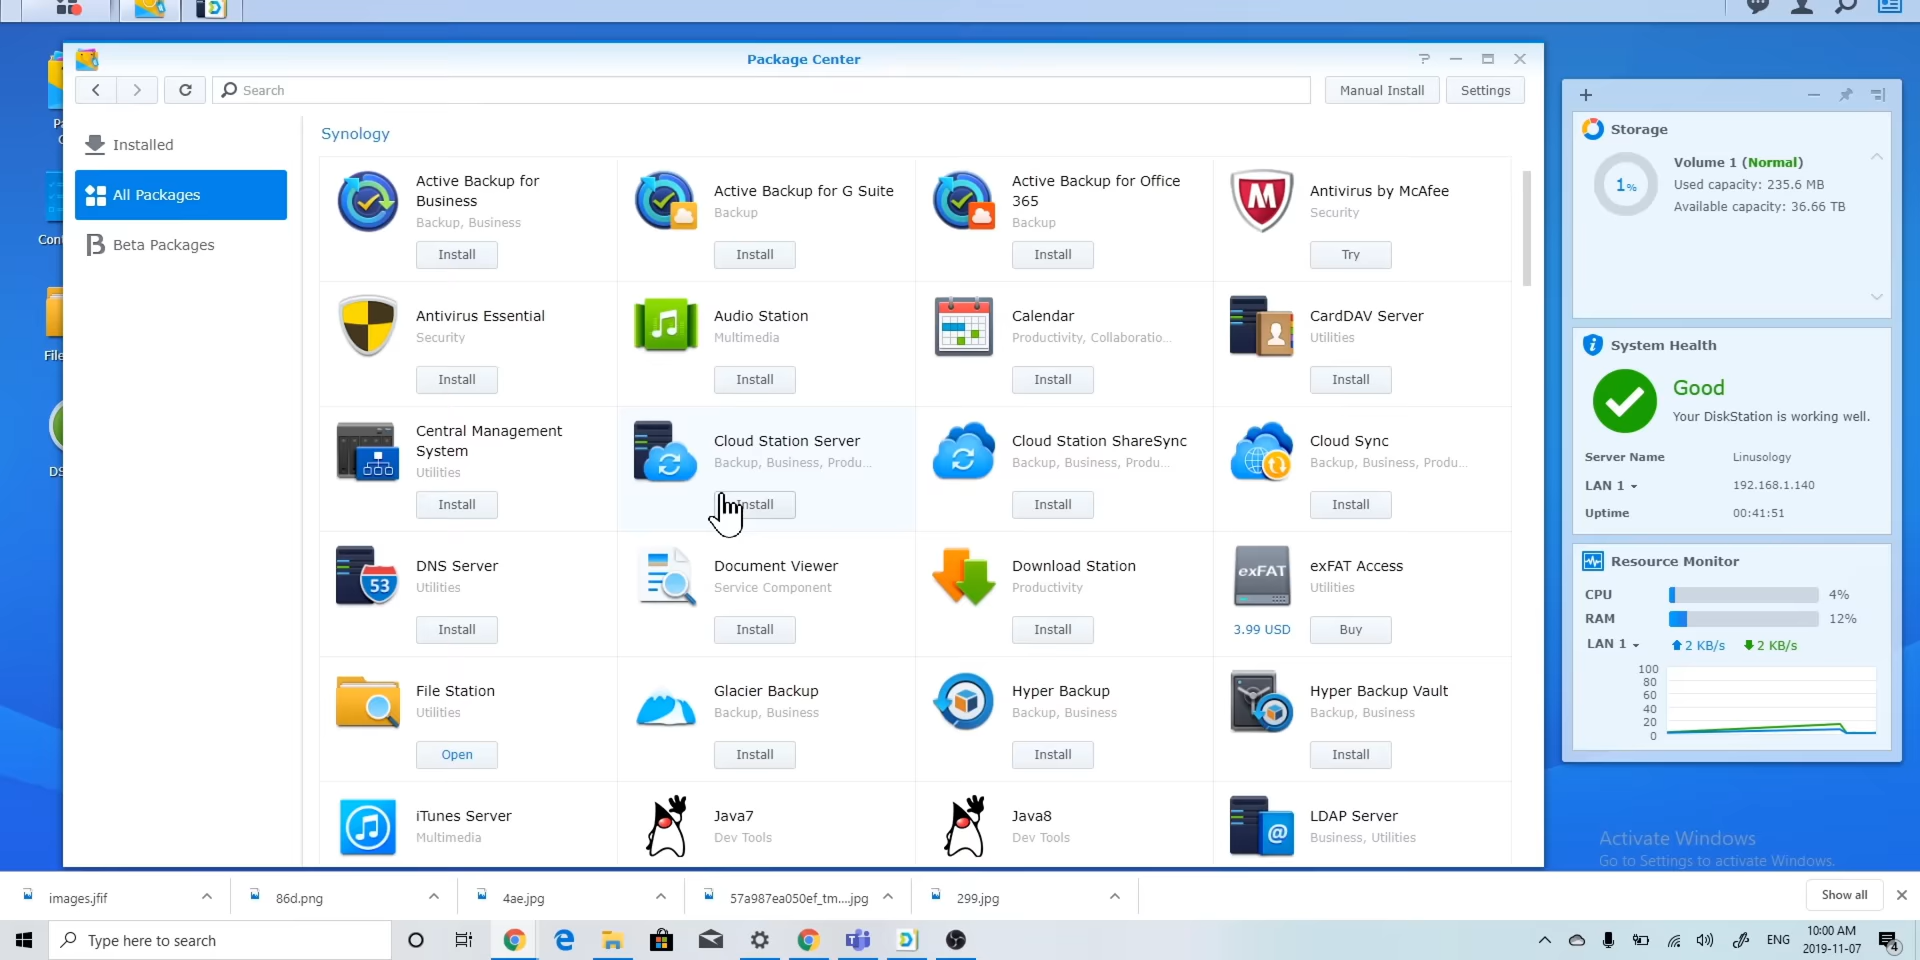 Package Center
Search
Manual Install
Settings
Installed
All Packages
Beta Packages
Synology
Active Backup for
Business
Backup, Business
Install
Active Backup for G Suite
Backup
Install
Active Backup for Office
365
Backup
Install
Antivirus by McAfee
Security
Try
Antivirus Essential
Security
Install
Audio Station
Multimedia
Install
Calendar
Productivity, Collaboratio...
Install
CardDAV Server
Utilities
Install
Central Management
System
Utilities
Install
Cloud Station Server
Backup, Business, Produ...
Install
Cloud Station ShareSync
Backup, Business, Produ...
Install
Cloud Sync
Backup, Business, Produ...
Install
53
DNS Server
Utilities
Install
Document Viewer
Service Component
Install
Download Station
Productivity
Install
exFAT
exFAT Access
Utilities
3.99 USD
Buy
File Station
Utilities
Open
Glacier Backup
Backup, Business
Install
Hyper Backup
Backup, Business
Install
Hyper Backup Vault
Backup, Business
Install
iTunes Server
Multimedia
Java7
Dev Tools
Java8
Dev Tools
LDAP Server
Business, Utilities
Storage
1%
Volume 1 (Normal)
Used capacity: 235.6 MB
Available capacity: 36.66 TB
System Health
Good
Your DiskStation is working well.
Server Name Linusology
LAN 1 192.168.1.140
Uptime 00:41:51
Resource Monitor
CPU 4%
RAM 12%
LAN 1 2 KB/s 2 KB/s
100
80
60
40
20
0
Activate Windows
Go to Settings to activate Windows.
images.jfif
86d.png
4ae.jpg
57a987ea050ef_tm....jpg
299.jpg
Show all
Type here to search
ENG
10:00 AM
2019-11-07
4